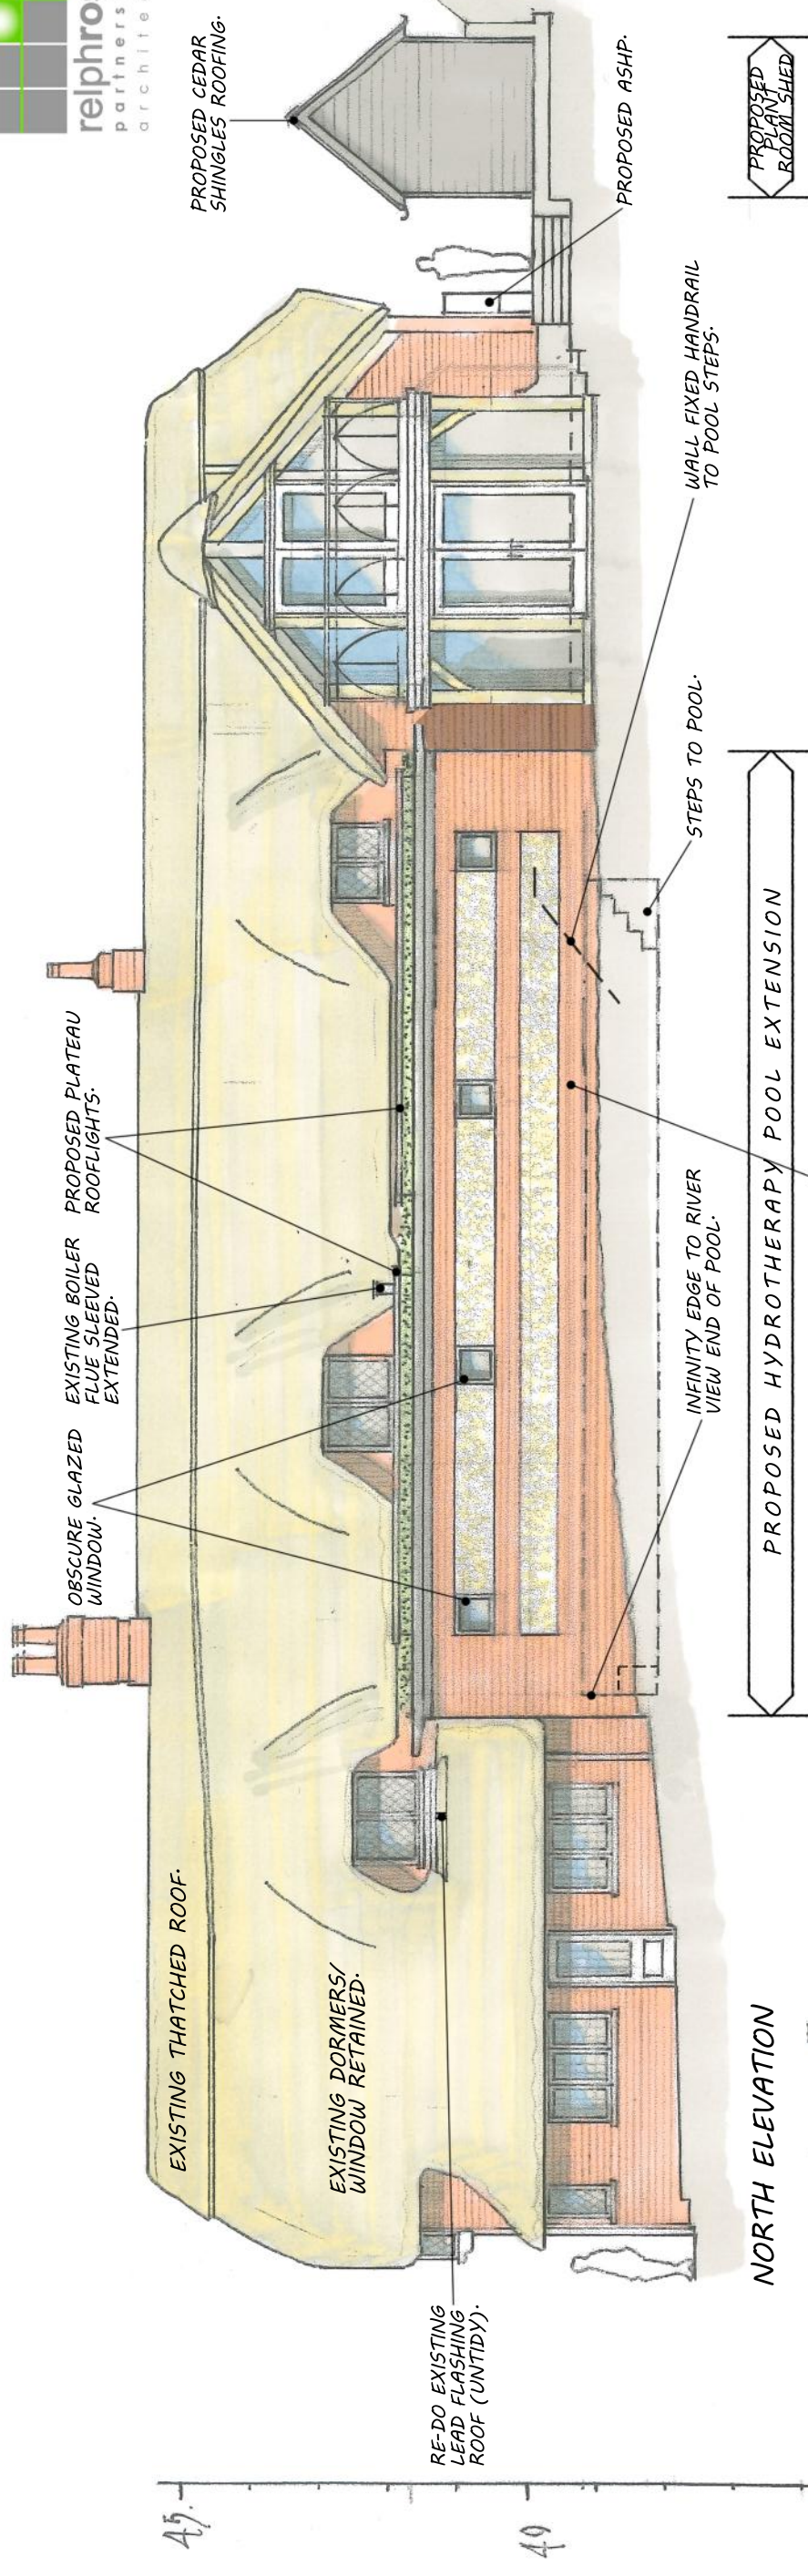 relphro
partners
archite
PROPOSED CEDAR
SHINGLES ROOFING.
PROPOSED ASHP.
PROPOSED
PLANT
ROOM SHED
WALL FIXED HANDRAIL
TO POOL STEPS.
STEPS TO POOL.
PROPOSED HYDROTHERAPY POOL EXTENSION
INFINITY EDGE TO RIVER
VIEW END OF POOL.
PROPOSED PLATEAU
ROOFLIGHTS.
EXISTING BOILER
FLUE SLEEVED
EXTENDED.
OBSCURE GLAZED
WINDOW.
EXISTING THATCHED ROOF.
EXISTING DORMERS/
WINDOW RETAINED.
RE-DO EXISTING
LEAD FLASHING
ROOF (UNTIDY).
NORTH ELEVATION
45.
40